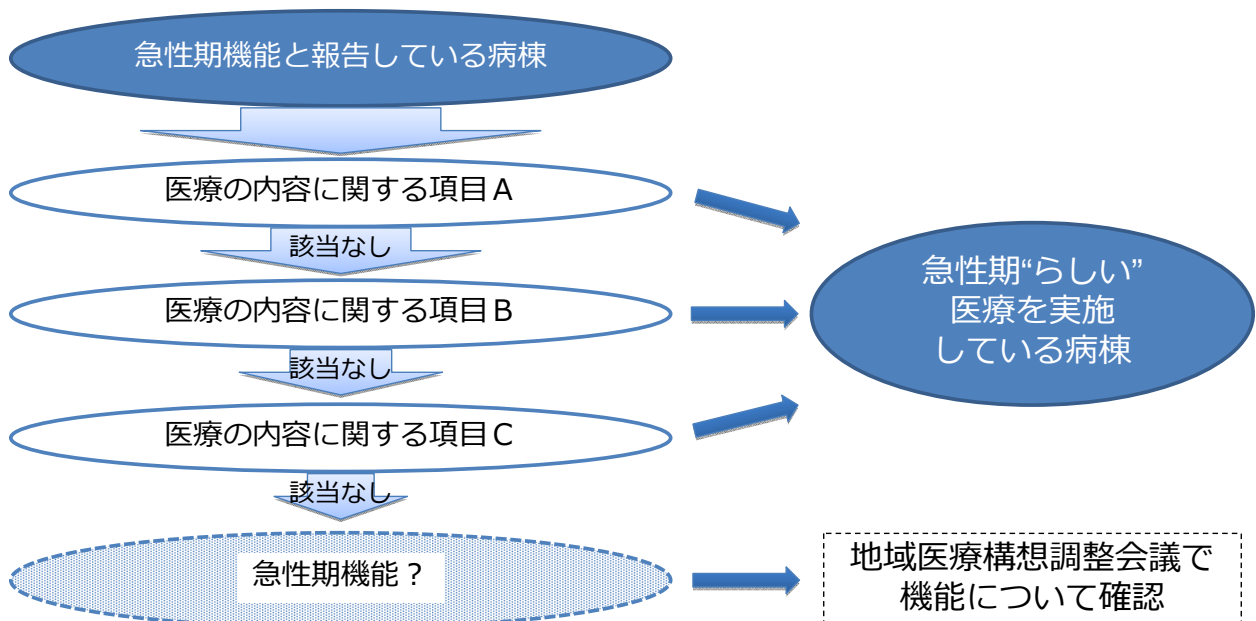 急性期機能と報告している病棟
医療の内容に関する項目A
該当なし
医療の内容に関する項目B
該当なし
医療の内容に関する項目C
該当なし
急性期機能？
急性期“らしい”
医療を実施
している病棟
地域医療構想調整会議で
機能について確認